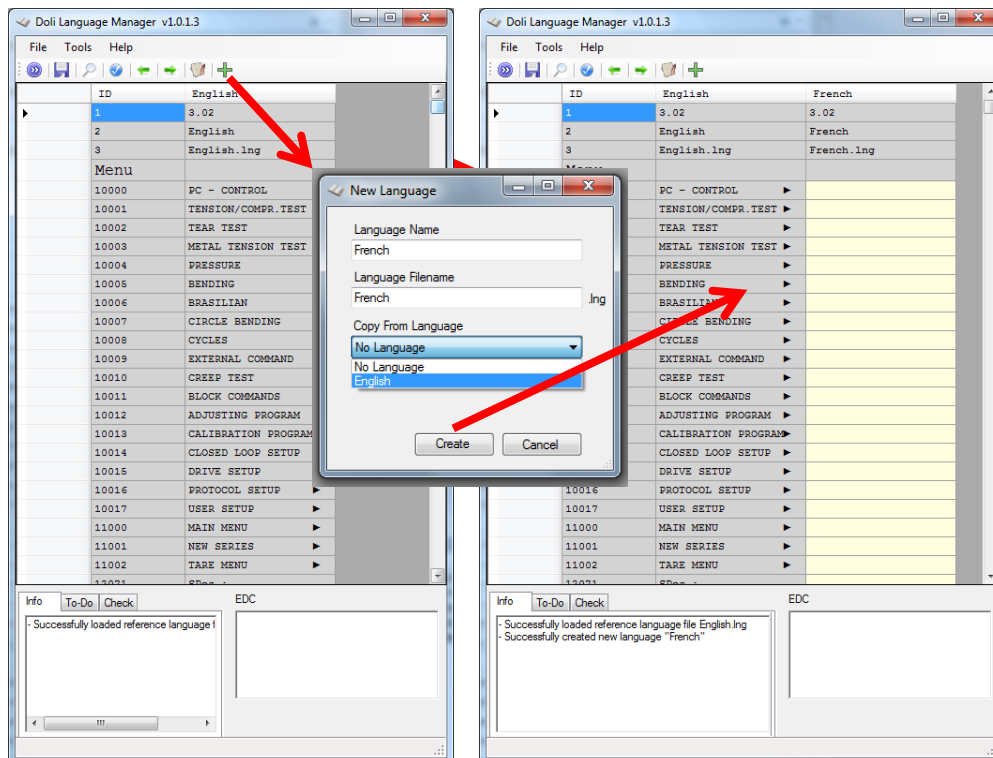 Doli Language Manager v1.0.1.3
File Tools Help
ID English
1 3.02
2 English
3 English.lng
Menu
10000 PC - CONTROL
10001 TENSION/COMPR.TEST
10002 TEAR TEST
10003 METAL TENSION TEST
10004 PRESSURE
10005 BENDING
10006 BRASILIAN
10007 CIRCLE BENDING
10008 CYCLES
10009 EXTERNAL COMMAND
10010 CREEP TEST
10011 BLOCK COMMANDS
10012 ADJUSTING PROGRAM
10013 CALIBRATION PROGRAM
10014 CLOSED LOOP SETUP
10015 DRIVE SETUP
10016 PROTOCOL SETUP
10017 USER SETUP
11000 MAIN MENU
11001 NEW SERIES
11002 TARE MENU
Info To-Do Check
EDC
- Successfully loaded reference language f
New Language
Language Name
French
Language Filename
French .lng
Copy From Language
No Language
No Language
English
Create Cancel
Doli Language Manager v1.0.1.3
File Tools Help
ID English French
1 3.02 3.02
2 English French
3 English.lng French.lng
PC - CONTROL
TENSION/COMPR.TEST
TEAR TEST
METAL TENSION TEST
PRESSURE
BENDING
BRASILIAN
CIRCLE BENDING
CYCLES
EXTERNAL COMMAND
CREEP TEST
BLOCK COMMANDS
ADJUSTING PROGRAM
CALIBRATION PROGRAM
CLOSED LOOP SETUP
DRIVE SETUP
10016 PROTOCOL SETUP
10017 USER SETUP
11000 MAIN MENU
11001 NEW SERIES
11002 TARE MENU
Info To-Do Check
EDC
- Successfully loaded reference language file English.lng
- Successfully created new language "French"